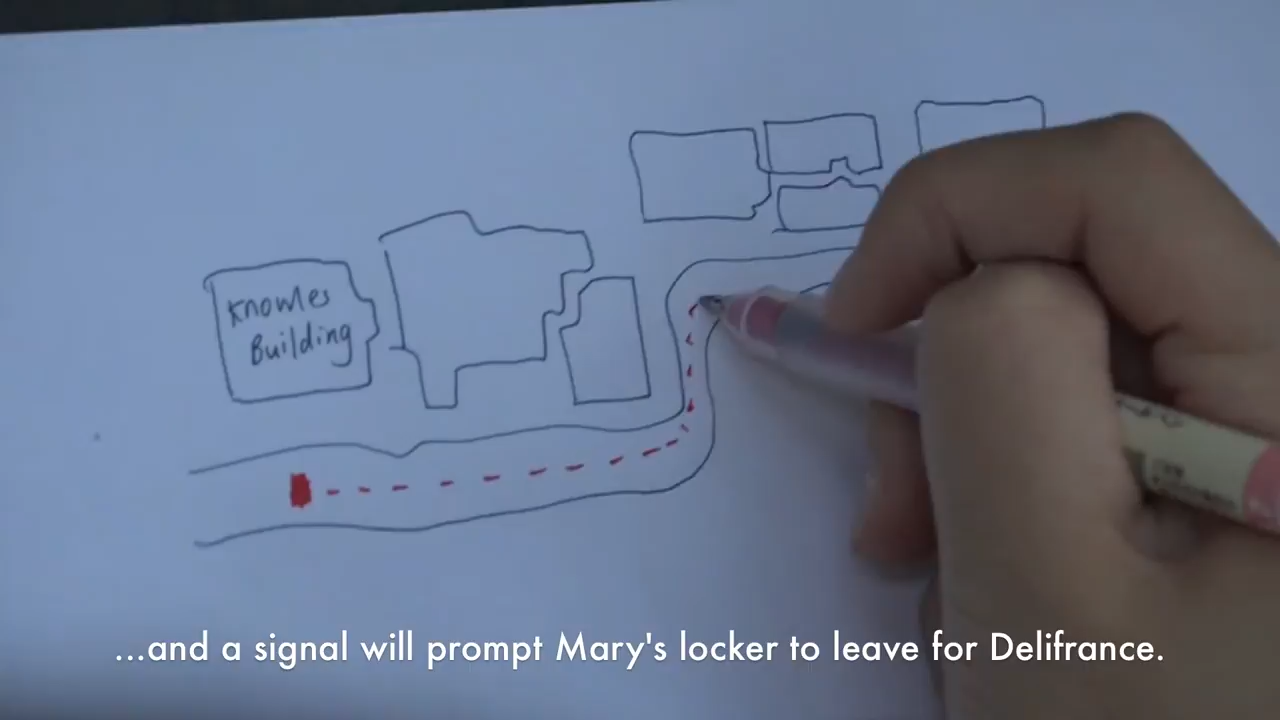 Knowles
Building
...and a signal will prompt Mary's locker to leave for Delifrance.